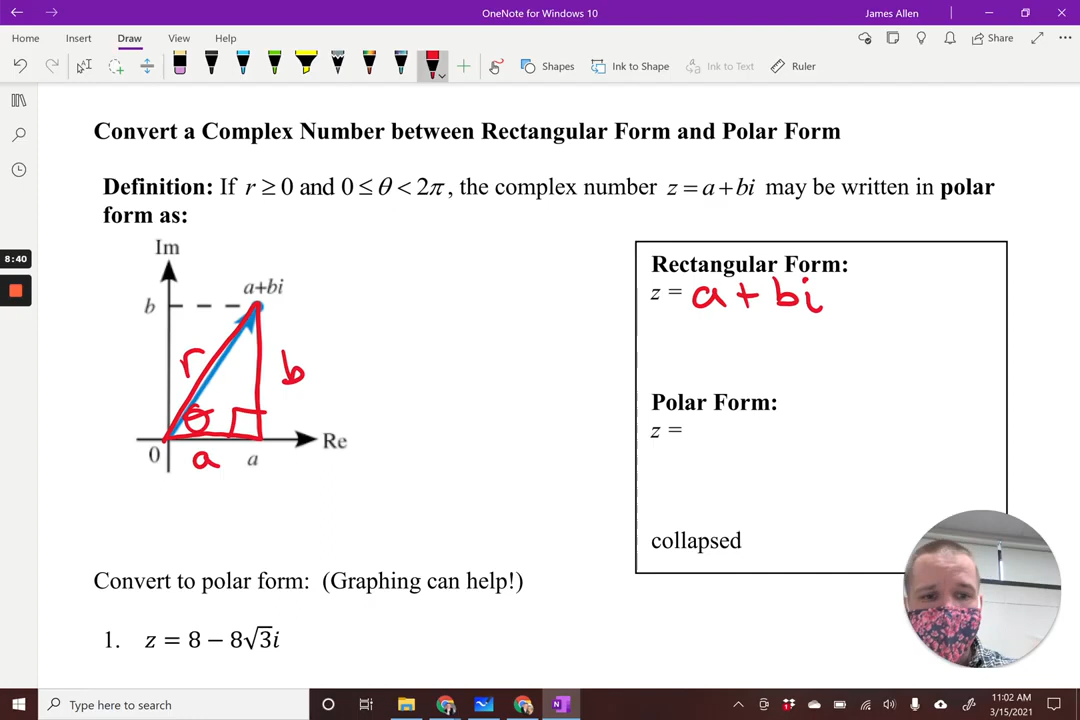 OneNote for Windows 10
James Allen
Home Insert Draw View Help
Share
Shapes Ink to Shape Ink to Text Ruler
Convert a Complex Number between Rectangular Form and Polar Form
Definition: If r ≥ 0 and 0 ≤ θ < 2π, the complex number z = a + bi may be written in polar
form as:
Im
a+bi
b
r
b
θ
0
a
a
Re
Rectangular Form:
z = a + bi
Polar Form:
z =
collapsed
8:40
Convert to polar form: (Graphing can help!)
1. z = 8 − 8√3i
Type here to search
11:02 AM
3/15/2021